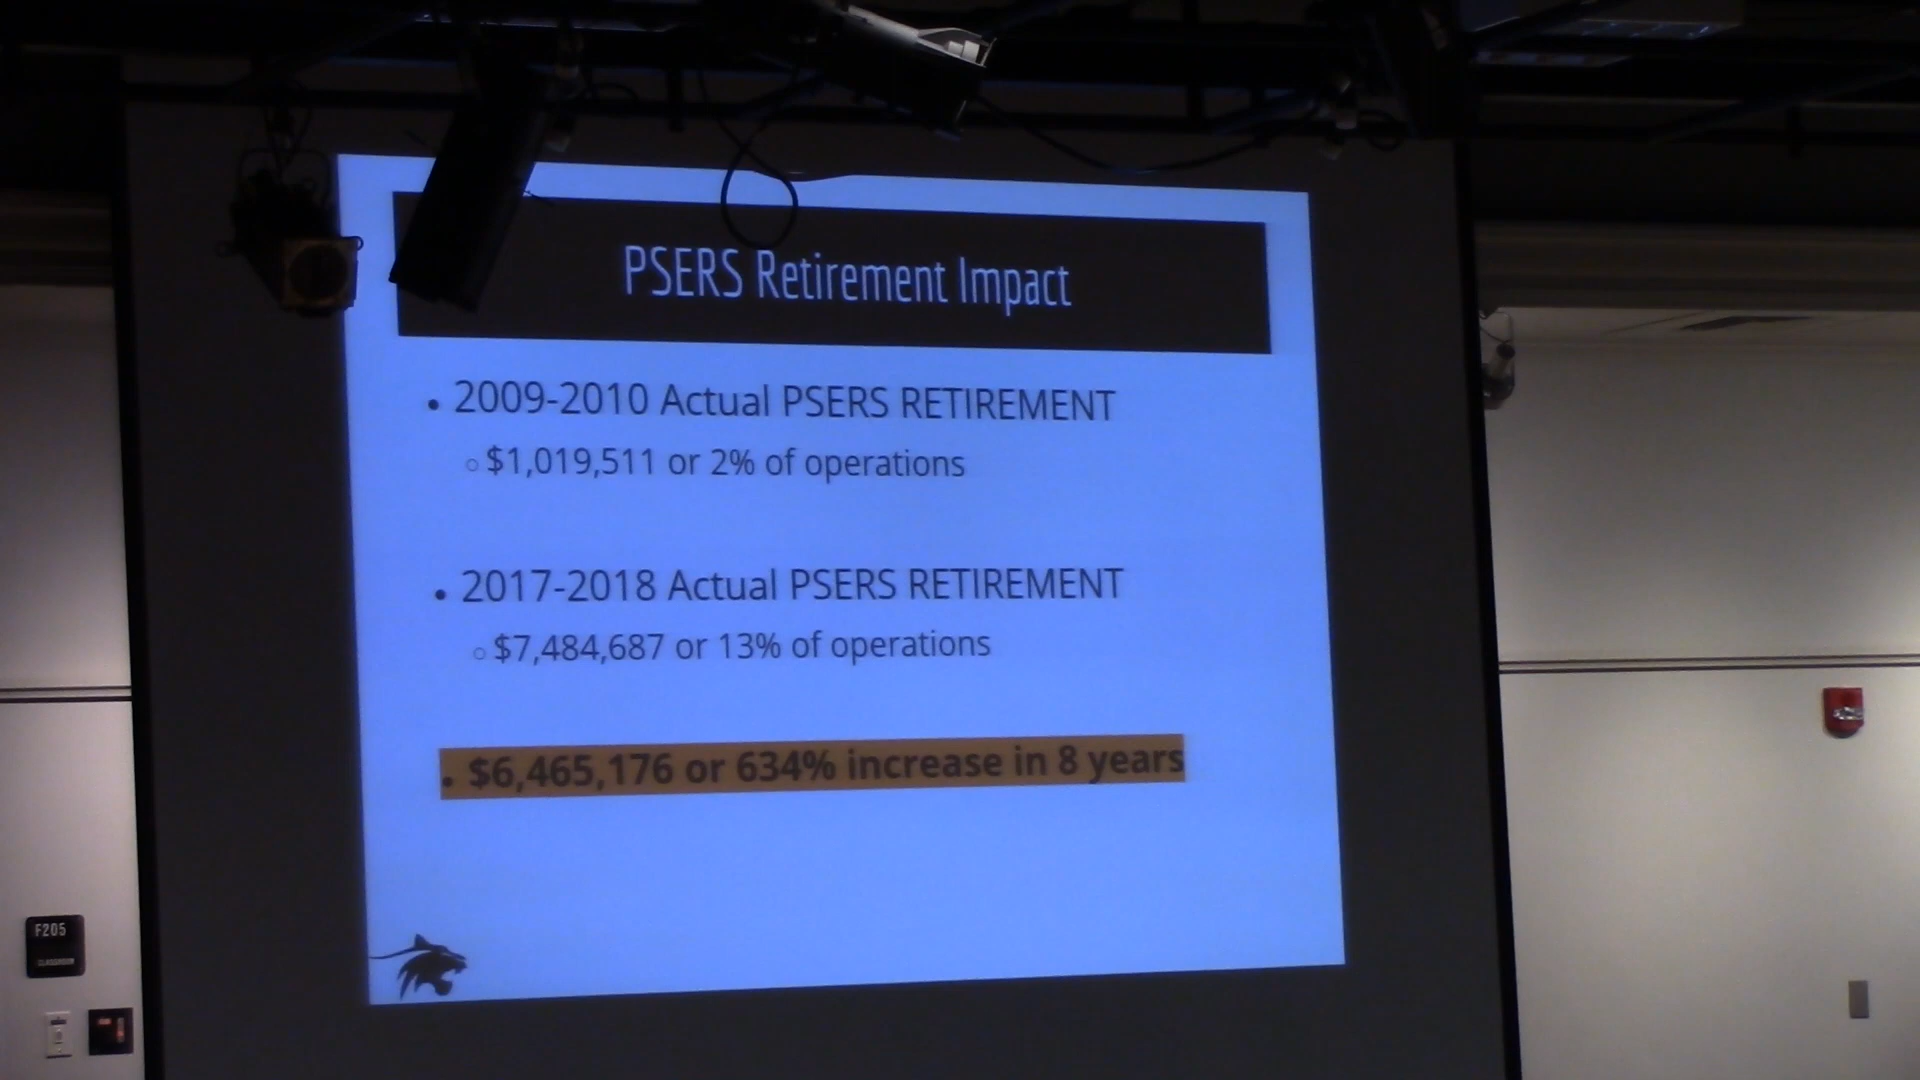 PSERS Retirement Impact
• 2009-2010 Actual PSERS RETIREMENT
○ $1,019,511 or 2% of operations
• 2017-2018 Actual PSERS RETIREMENT
○ $7,484,687 or 13% of operations
• $6,465,176 or 634% increase in 8 years
F205
CLASSROOM